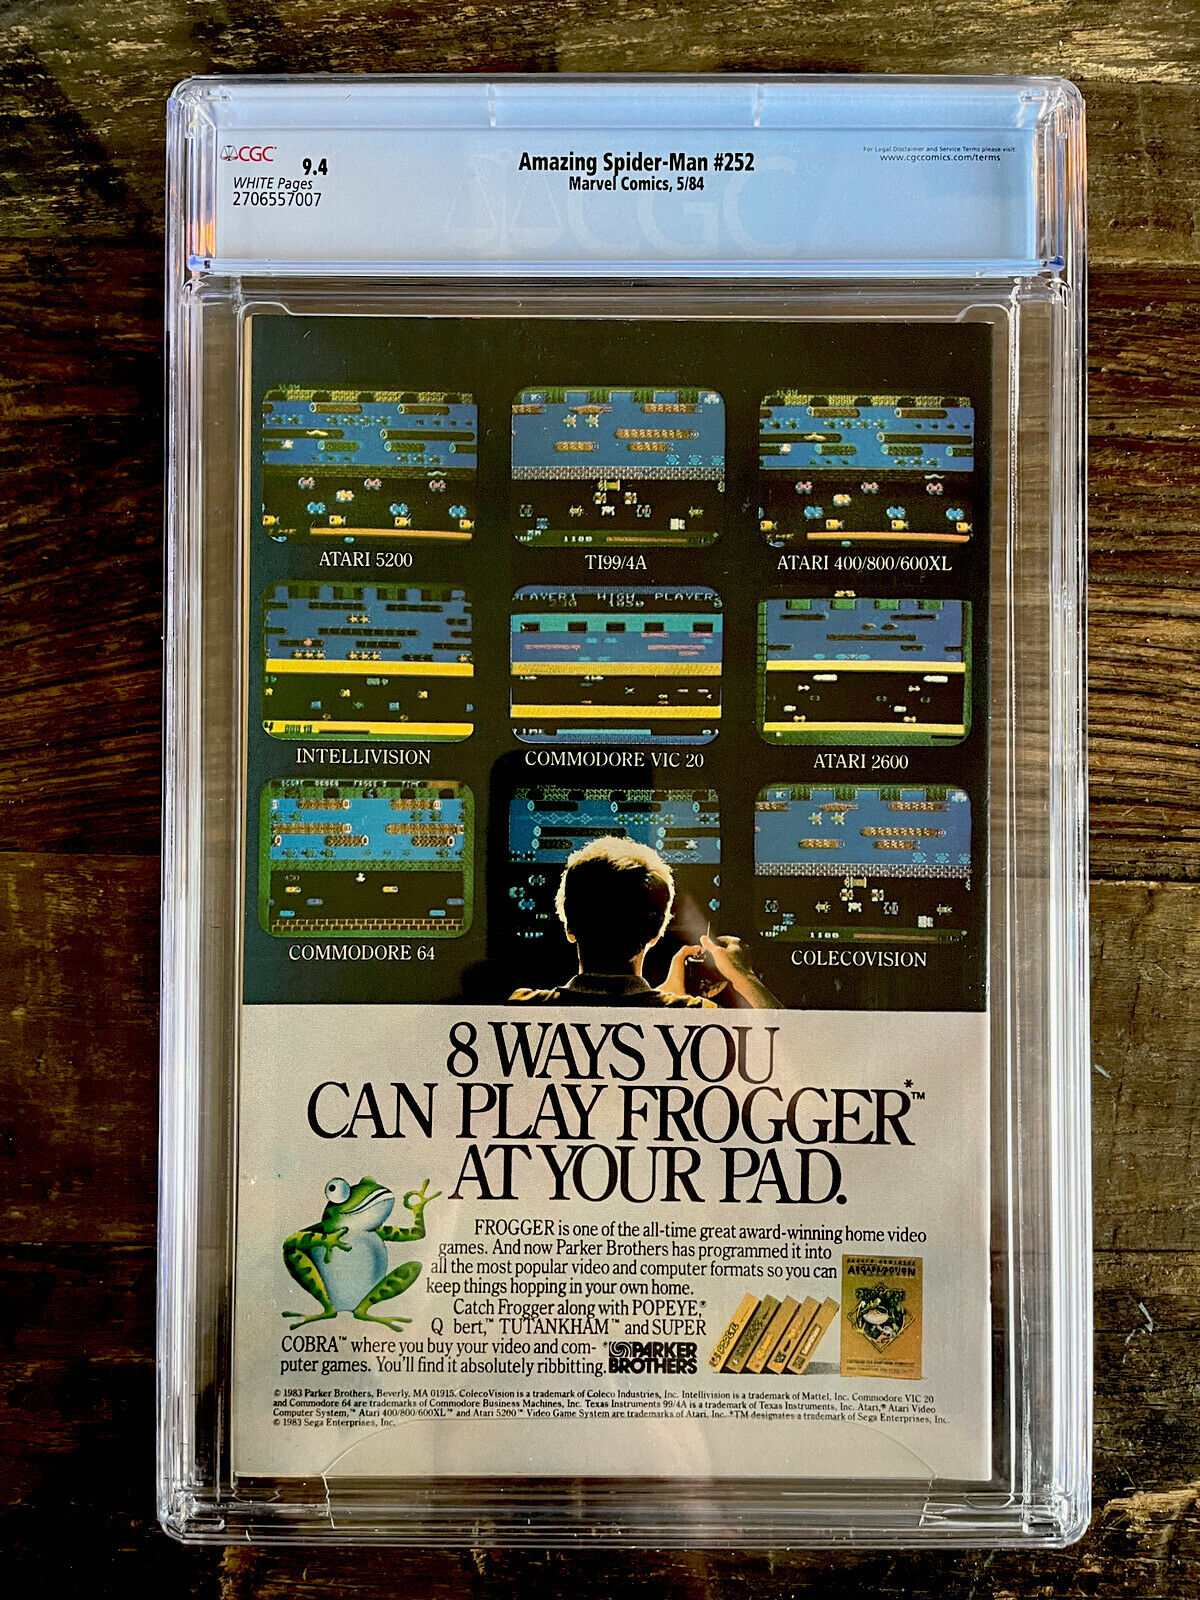 CGC
9.4
WHITE Pages
2706557007
Amazing Spider-Man #252
Marvel Comics, 5/84
For Legal Disclaimer and Service Terms please visit:
www.cgccomics.com/terms
CGC
ATARI 5200
TI99/4A
ATARI 400/800/600XL
INTELLIVISION
COMMODORE VIC 20
ATARI 2600
COMMODORE 64
COLECOVISION
8 WAYS YOU
CAN PLAY FROGGER*™
AT YOUR PAD.
FROGGER is one of the all-time great award-winning home video
games. And now Parker Brothers has programmed it into
all the most popular video and computer formats so you can
keep things hopping in your own home.
Catch Frogger along with POPEYE,*
Q bert,™ TUTANKHAM™ and SUPER
COBRA™ where you buy your video and com-
puter games. You'll find it absolutely ribbitting.
PARKER
BROTHERS
© 1983 Parker Brothers, Beverly, MA 01915. ColecoVision is a trademark of Coleco Industries, Inc. Intellivision is a trademark of Mattel, Inc. Commodore VIC 20
and Commodore 64 are trademarks of Commodore Business Machines, Inc. Texas Instruments 99/4A is a trademark of Texas Instruments, Inc. Atari,® Atari Video
Computer System,™ Atari 400/800/600XL™ and Atari 5200™ Video Game System are trademarks of Atari, Inc. *TM designates a trademark of Sega Enterprises, Inc.
© 1983 Sega Enterprises, Inc.